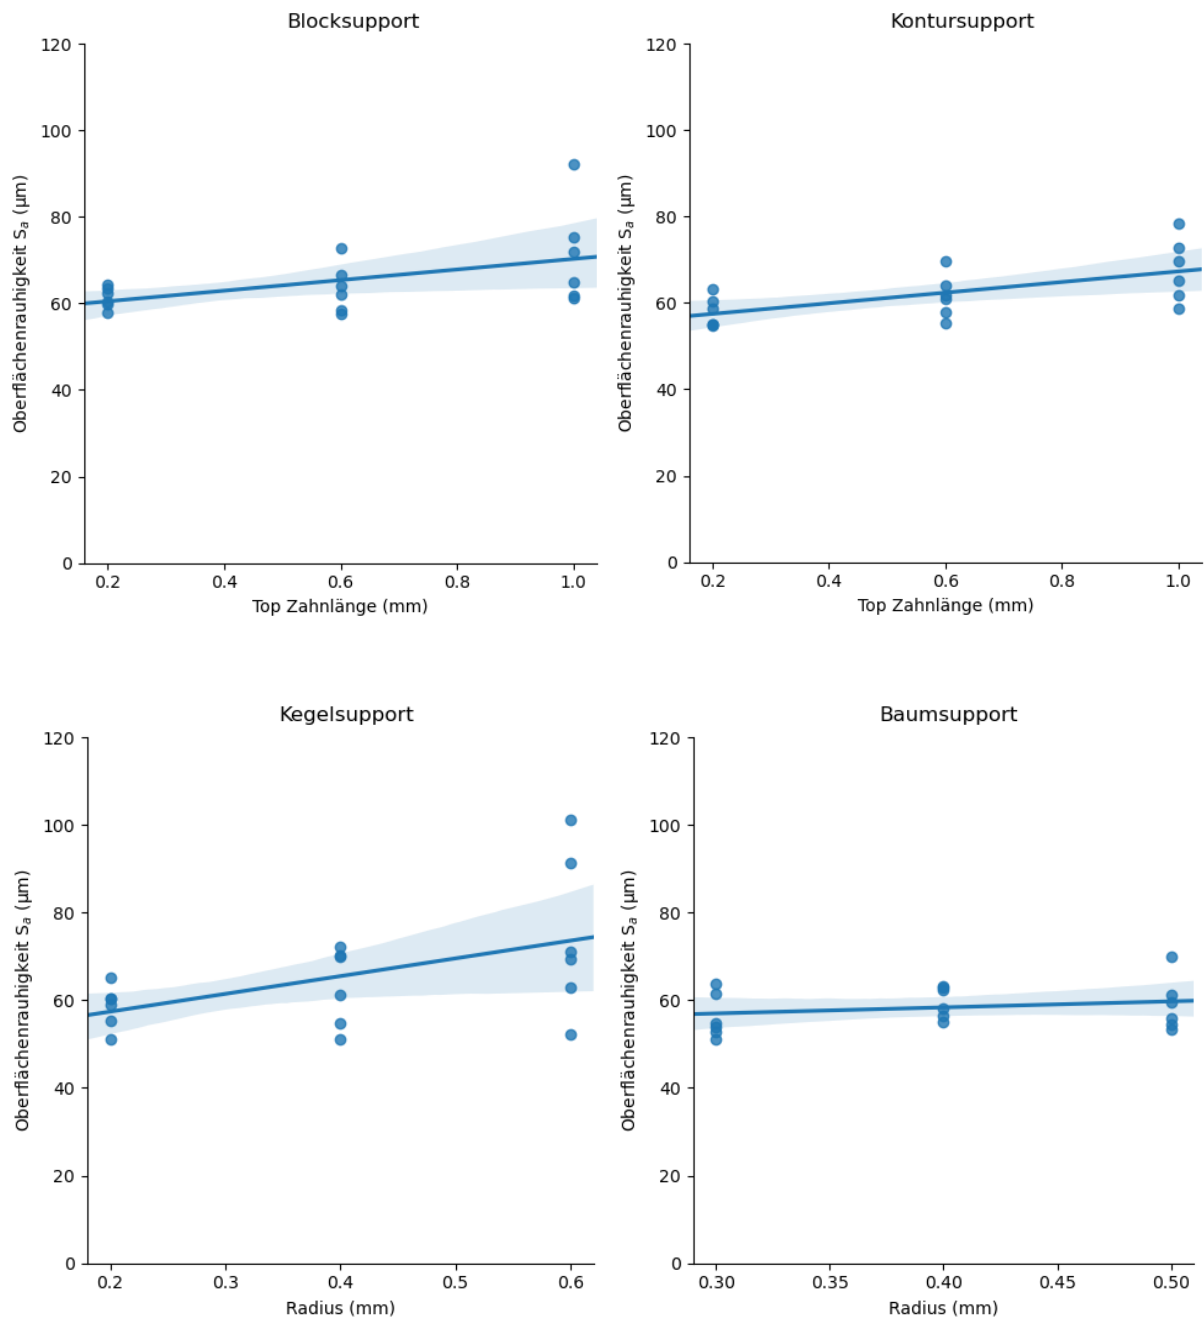 Blocksupport
120
100
80
60
40
20
0
Oberflächenrauhigkeit Sₐ (µm)
0.2 0.4 0.6 0.8 1.0
Top Zahnlänge (mm)
Kontursupport
120
100
80
60
40
20
0
Oberflächenrauhigkeit Sₐ (µm)
0.2 0.4 0.6 0.8 1.0
Top Zahnlänge (mm)
Kegelsupport
120
100
80
60
40
20
0
Oberflächenrauhigkeit Sₐ (µm)
0.2 0.3 0.4 0.5 0.6
Radius (mm)
Baumsupport
120
100
80
60
40
20
0
Oberflächenrauhigkeit Sₐ (µm)
0.30 0.35 0.40 0.45 0.50
Radius (mm)